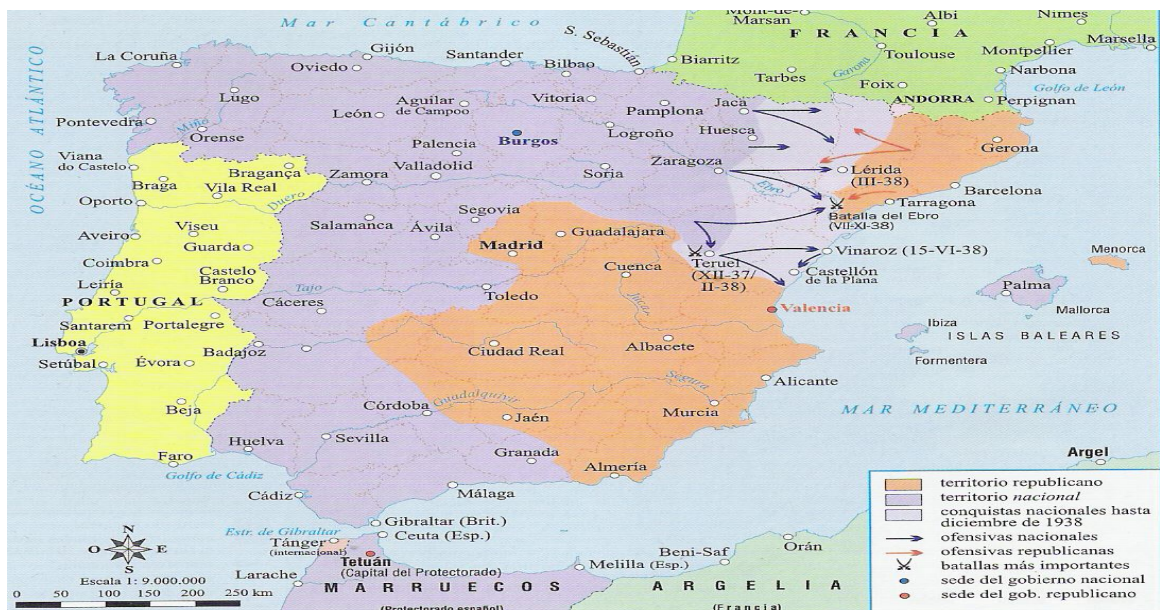 Mar Cantábrico
OCÉANO ATLÁNTICO
La Coruña
Gijón
Oviedo
Santander
Bilbao
S. Sebastián
Biarritz
Mont-de-
Marsan
FRANCIA
Albi
Nimes
Toulouse
Montpellier
Marsella
Tarbes
Garona
Foix
Narbona
Golfo de León
ANDORRA
Perpignan
Lugo
Pontevedra
Miño
Orense
León
Aguilar
de Campoo
Vitoria
Pamplona
Jaca
Huesca
Logroño
Burgos
Palencia
Valladolid
Zamora
Soria
Zaragoza
Ebro
Lérida
(III-38)
Gerona
Barcelona
Tarragona
Batalla del Ebro
(VII-XI-38)
Viana
do Castelo
Braga
Bragança
Vila Real
Oporto
Duero
Salamanca
Segovia
Ávila
Madrid
Guadalajara
Cuenca
Teruel
(XII-37/
II-38)
Vinaroz (15-VI-38)
Castellón
de la Plana
Menorca
Palma
Mallorca
Ibiza
ISLAS BALEARES
Formentera
Aveiro
Viseu
Guarda
Coimbra
Castelo
Branco
Leiría
PORTUGAL
Santarem
Portalegre
Lisboa
Setúbal
Évora
Beja
Faro
Tajo
Toledo
Cáceres
Badajoz
Júcar
Valencia
Ciudad Real
Albacete
Alicante
Segura
Murcia
Guadalquivir
Córdoba
Jaén
Huelva
Sevilla
Granada
Almería
Golfo de Cádiz
Cádiz
Málaga
MAR MEDITERRÁNEO
Gibraltar (Brit.)
Estr. de Gibraltar
Ceuta (Esp.)
Tánger
(internacional)
Tetuán
(Capital del Protectorado)
Larache
MARRUECOS
(Protectorado español)
Melilla (Esp.)
Beni-Saf
Orán
Argel
ARGELIA
(Francia)
N
O E
S
Escala 1: 9.000.000
0 50 100 150 200 250 km
territorio republicano
territorio nacional
conquistas nacionales hasta
diciembre de 1938
ofensivas nacionales
ofensivas republicanas
batallas más importantes
sede del gobierno nacional
sede del gob. republicano